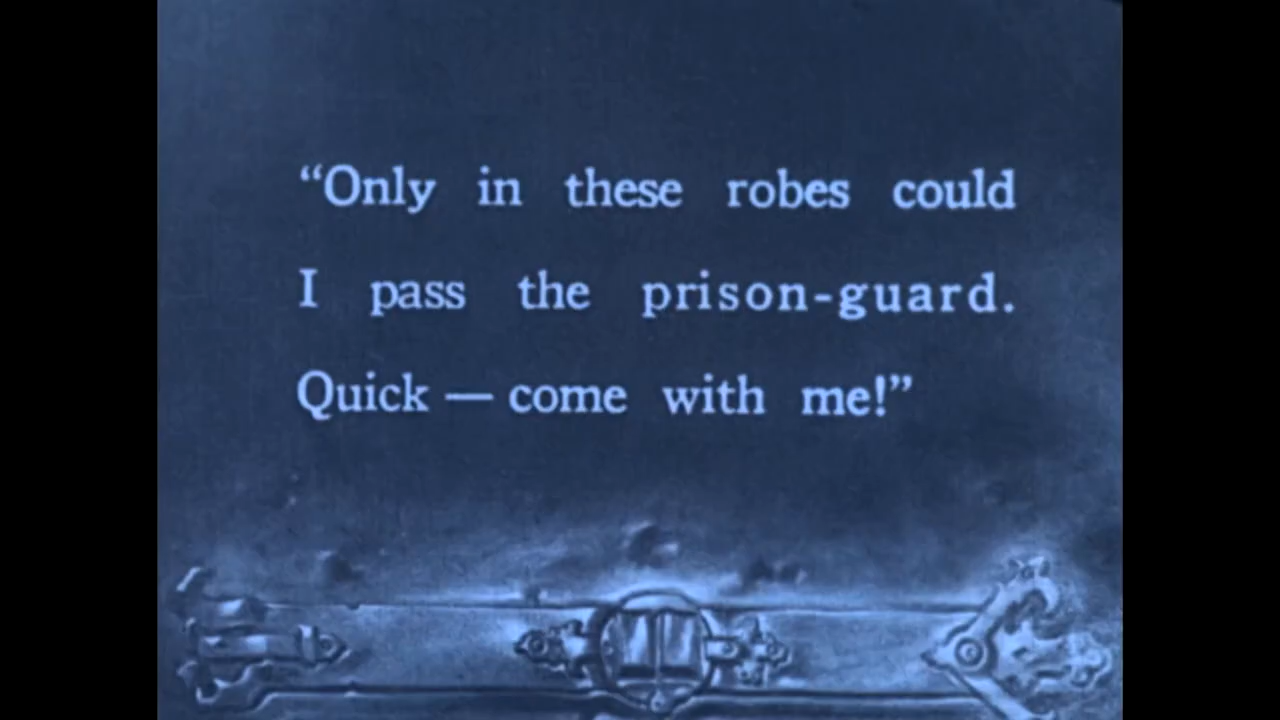 “Only in these robes could
I pass the prison-guard.
Quick — come with me!”